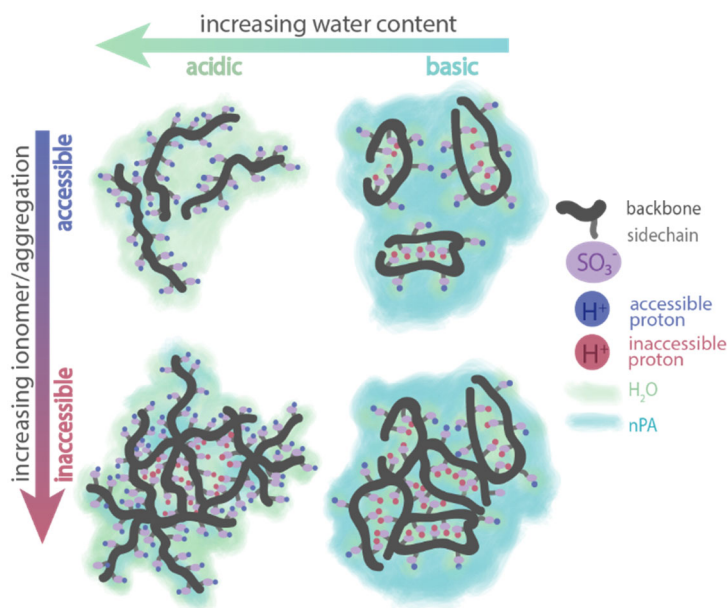 increasing water content
acidic
basic
increasing ionomer/aggregation
accessible
inaccessible
backbone
sidechain
SO₃⁻
H⁺ accessible
proton
H⁺ inaccessible
proton
H₂O
nPA